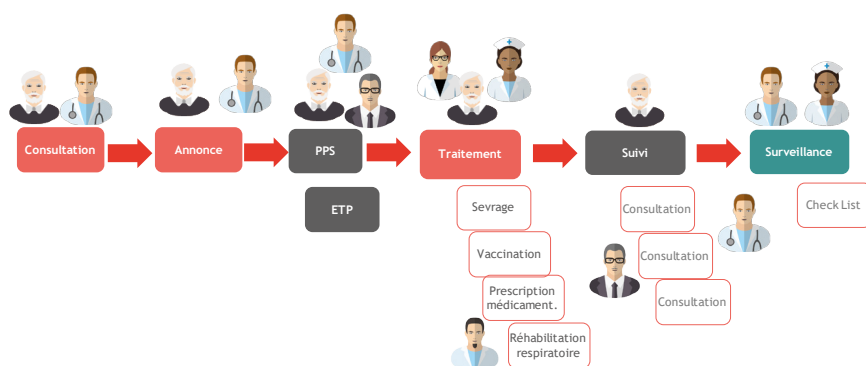 Consultation
Annonce
PPS
Traitement
Suivi
Surveillance
ETP
Sevrage
Vaccination
Prescription
médicament.
Réhabilitation
respiratoire
Consultation
Consultation
Consultation
Check List